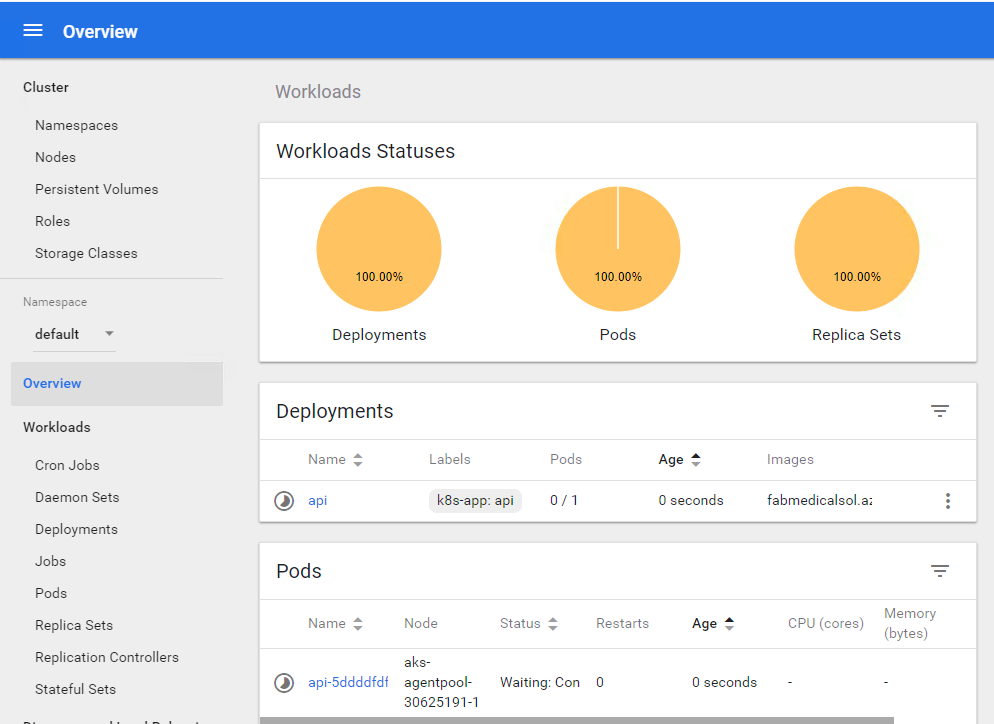 Overview
Cluster
Namespaces
Nodes
Persistent Volumes
Roles
Storage Classes
Namespace
default
Overview
Workloads
Cron Jobs
Daemon Sets
Deployments
Jobs
Pods
Replica Sets
Replication Controllers
Stateful Sets
Workloads
Workloads Statuses
100.00% 100.00% 100.00%
Deployments Pods Replica Sets
Deployments
Name Labels Pods Age Images
api k8s-app: api 0 / 1 0 seconds fabmedicalsol.az
Pods
Name Node Status Restarts Age CPU (cores) Memory
(bytes)
aks-
api-5ddddfdf agentpool- Waiting: Con 0 0 seconds - -
30625191-1